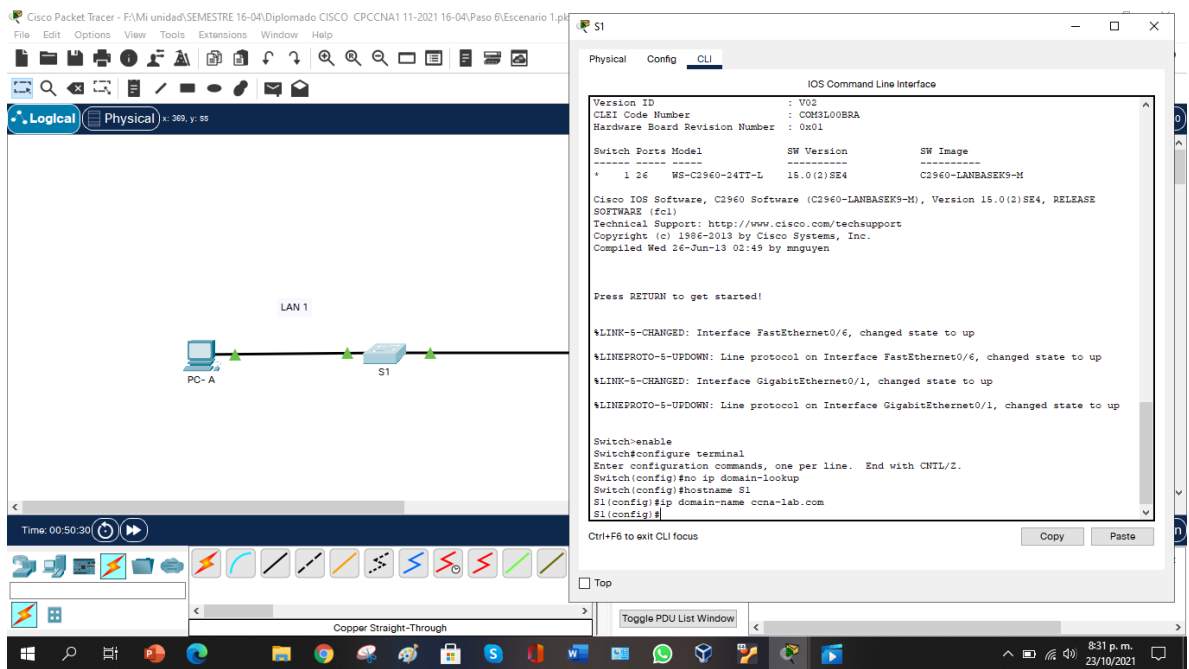 Cisco Packet Tracer - F:\Mi unidad\SEMESTRE 16-04\Diplomado CISCO CPCCNA1 11-2021 16-04\Paso 6\Escenario 1.pk
File Edit Options View Tools Extensions Window Help
Logical
Physical
x: 369, y: 55
LAN 1
PC- A
S1
Time: 00:50:30
Copper Straight-Through
S1
Physical Config CLI
IOS Command Line Interface
Version ID : V02
CLEI Code Number : COM3L00BRA
Hardware Board Revision Number : 0x01
Switch Ports Model SW Version SW Image
------ ----- ----- ---------- ----------
* 1 26 WS-C2960-24TT-L 15.0(2)SE4 C2960-LANBASEK9-M
Cisco IOS Software, C2960 Software (C2960-LANBASEK9-M), Version 15.0(2)SE4, RELEASE
SOFTWARE (fc1)
Technical Support: http://www.cisco.com/techsupport
Copyright (c) 1986-2013 by Cisco Systems, Inc.
Compiled Wed 26-Jun-13 02:49 by mnguyen
Press RETURN to get started!
%LINK-5-CHANGED: Interface FastEthernet0/6, changed state to up
%LINEPROTO-5-UPDOWN: Line protocol on Interface FastEthernet0/6, changed state to up
%LINK-5-CHANGED: Interface GigabitEthernet0/1, changed state to up
%LINEPROTO-5-UPDOWN: Line protocol on Interface GigabitEthernet0/1, changed state to up
Switch>enable
Switch#configure terminal
Enter configuration commands, one per line. End with CNTL/Z.
Switch(config)#no ip domain-lookup
Switch(config)#hostname S1
S1(config)#ip domain-name ccna-lab.com
S1(config)#
Ctrl+F6 to exit CLI focus
Copy
Paste
Top
Toggle PDU List Window
8:31 p. m.
23/10/2021